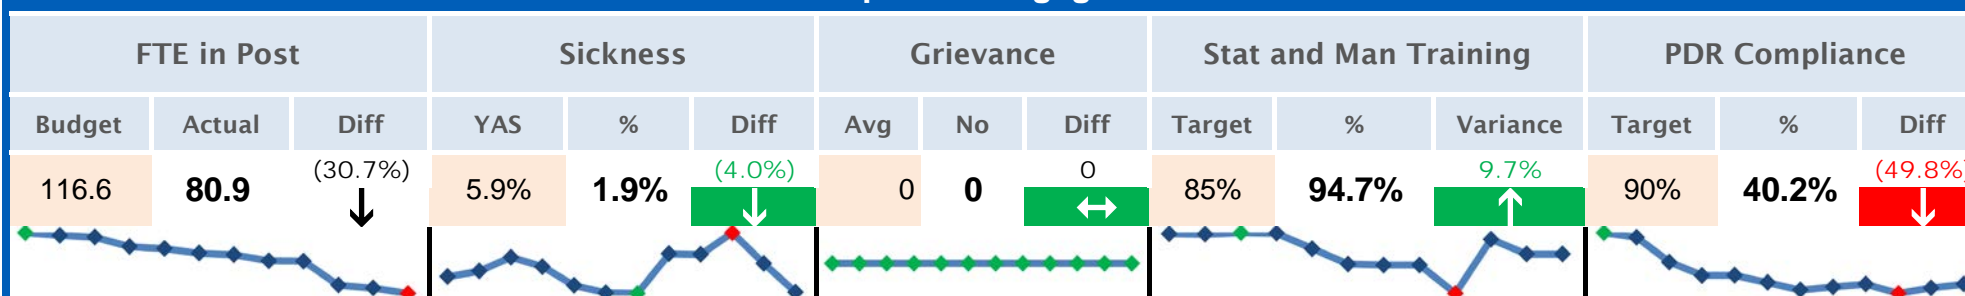 FTE in Post Sickness Grievance Stat and Man Training PDR Compliance
Budget Actual Diff YAS % Diff Avg No Diff Target % Variance Target % Diff
(30.7%) (4.0%) 0 9.7% (49.8%)
116.6 80.9 5.9% 1.9% 0 0 85% 94.7% 90% 40.2%